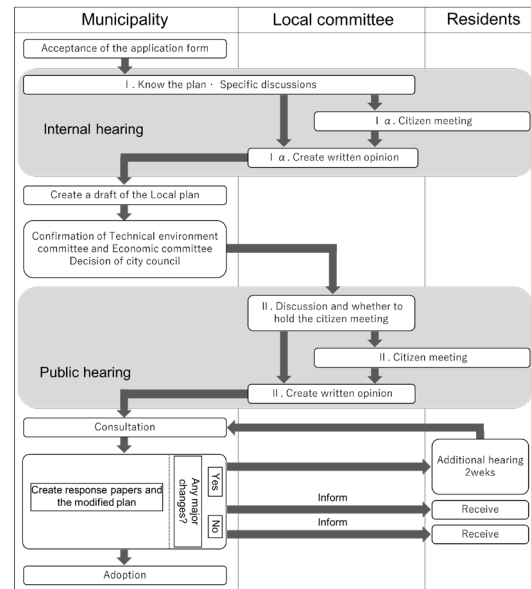 Municipality
Local committee
Residents
Acceptance of the application form
Ⅰ. Know the plan・ Specific discussions
Internal hearing
Ⅰ α. Citizen meeting
Ⅰ α. Create written opinion
Create a draft of the Local plan
Confirmation of Technical environment
committee and Economic committee
Decision of city council
Ⅱ. Discussion and whether to
hold the citizen meeting
Ⅱ. Citizen meeting
Public hearing
Ⅱ. Create written opinion
Consultation
Additional hearing
2weks
Create response papers and
the modified plan
Any major
changes?
Yes
No
Inform
Receive
Inform
Receive
Adoption